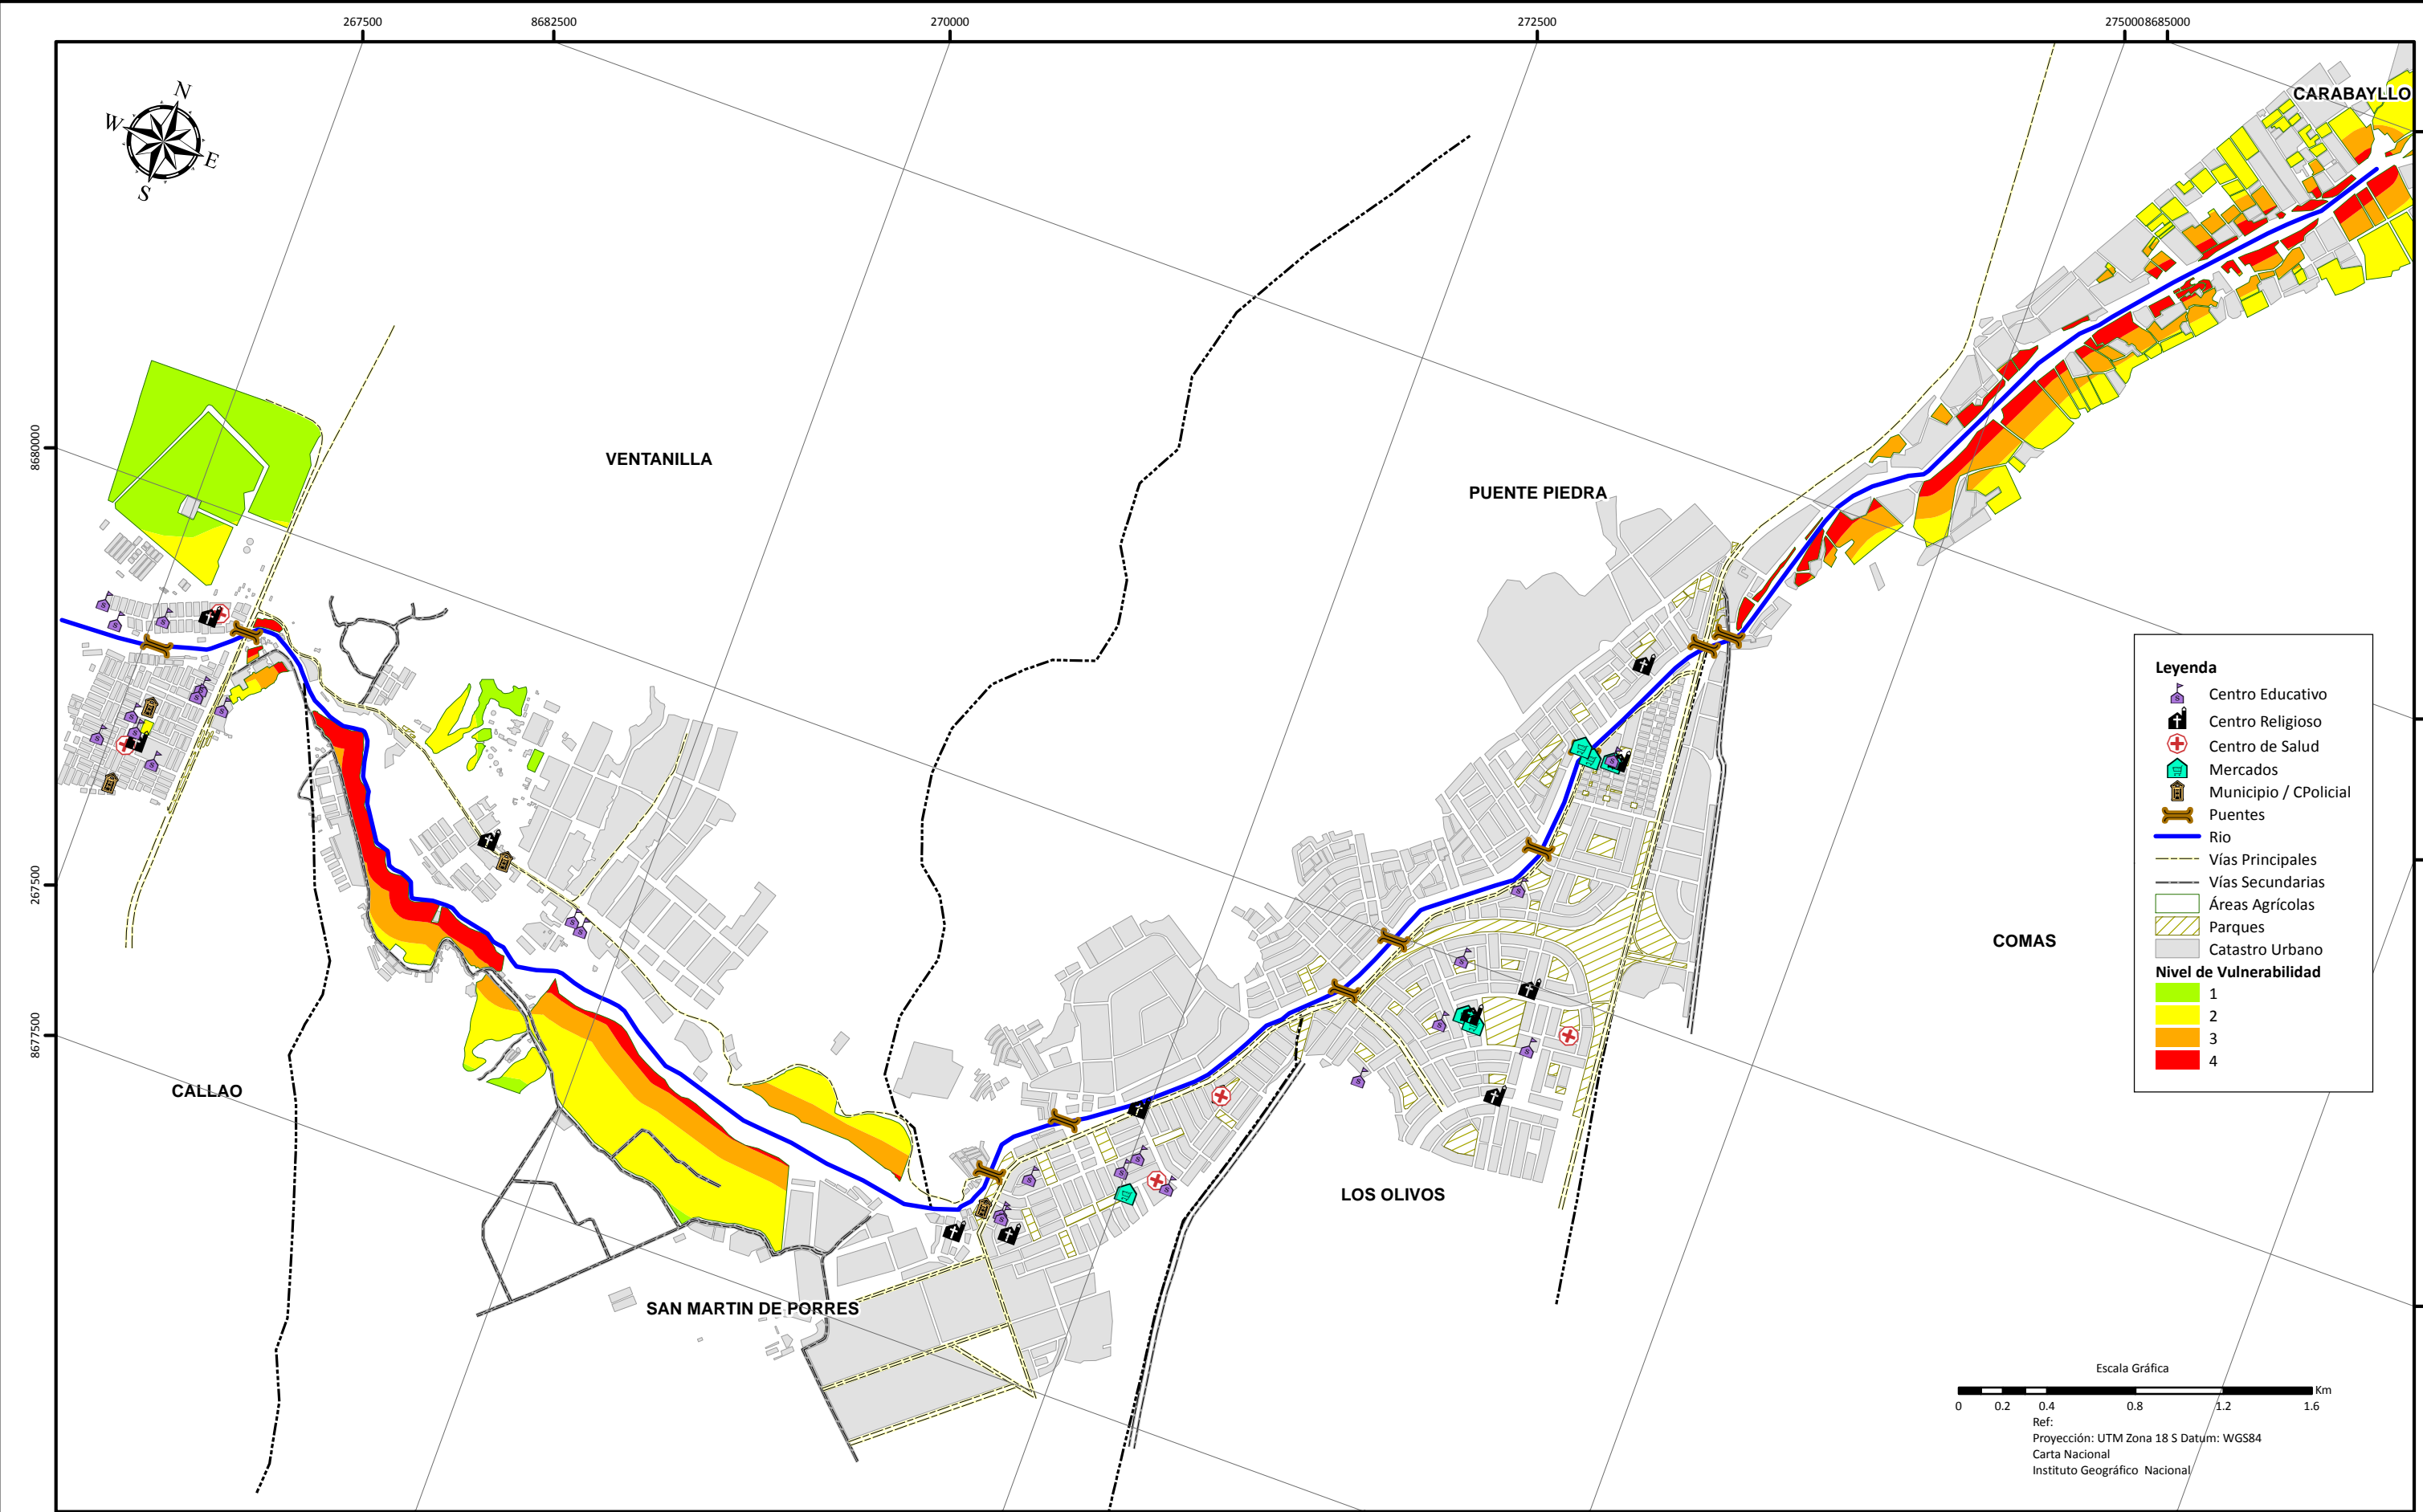 267500
8682500
270000
272500
275000
8685000
N
W
E
S
CARABAYLLO
8680000
VENTANILLA
PUENTE PIEDRA
267500
8677500
CALLAO
COMAS
LOS OLIVOS
SAN MARTIN DE PORRES
Leyenda
Centro Educativo
Centro Religioso
Centro de Salud
Mercados
Municipio / CPolicial
Puentes
Rio
Vías Principales
Vías Secundarias
Áreas Agrícolas
Parques
Catastro Urbano
Nivel de Vulnerabilidad
1
2
3
4
Escala Gráfica
Km
0 0.2 0.4 0.8 1.2 1.6
Ref:
Proyección: UTM Zona 18 S Datum: WGS84
Carta Nacional
Instituto Geográfico Nacional